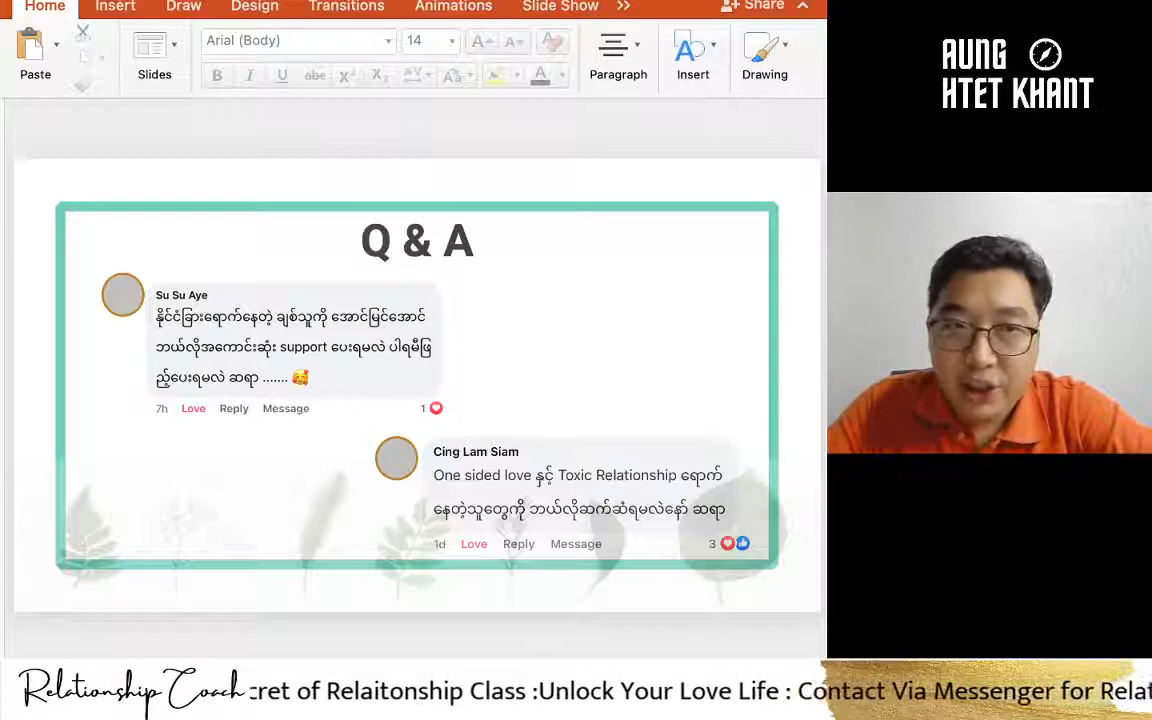 Home Insert Draw Design Transitions Animations Slide Show >> Share
Arial (Body) 14
Paste Slides B I U abe X² X₂ AV Aa A Paragraph Insert Drawing
AUNG
HTET KHANT
Q & A
Su Su Aye
နိုင်ငံခြားရောက်နေတဲ့ ချစ်သူကို အောင်မြင်အောင်
ဘယ်လိုအကောင်းဆုံး support ပေးရမလဲ ပါရမီဖြ
ည့်ပေးရမလဲ ဆရာ ....... 🥰
7h Love Reply Message 1
Cing Lam Siam
One sided love နှင့် Toxic Relationship ရောက်
နေတဲ့သူတွေကို ဘယ်လိုဆက်ဆံရမလဲနော် ဆရာ
1d Love Reply Message 3
Relationship Coach
cret of Relaitonship Class :Unlock Your Love Life : Contact Via Messenger for Relat